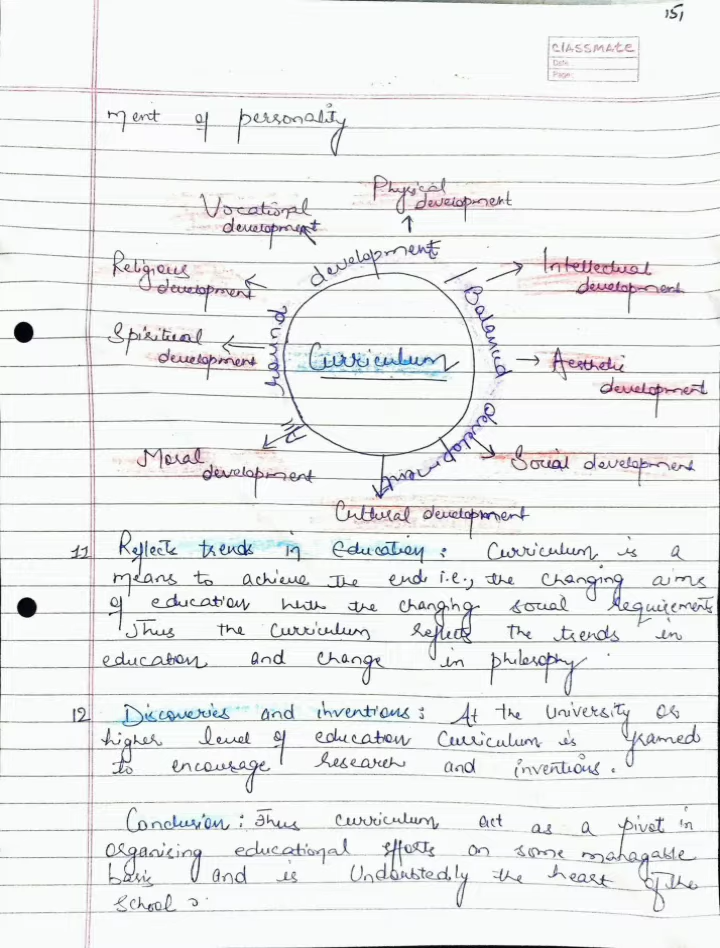 151
CLASSMATE
Date
Page
ment of personality
Physical
development
Vocational
development
Religious
development
development
Intellectual
development
Balanced
Spiritual
development
round
Curriculum
Aesthetic
development
development
All
Moral
development
Social development
Cultural development
11 Reflects trends in Education: Curriculum is a
means to achieve the end i.e., the changing aims
of education with the changing social requirements
Thus the curriculum reflects the trends in
education and change in philosophy.
12 Discoveries and inventions: At the University or
higher level of education curriculum is framed
to encourage research and inventions.
Conclusion: Thus curriculum act as a pivot in
organising educational efforts on some managable
basis and is Undoubtedly the heart of the
School